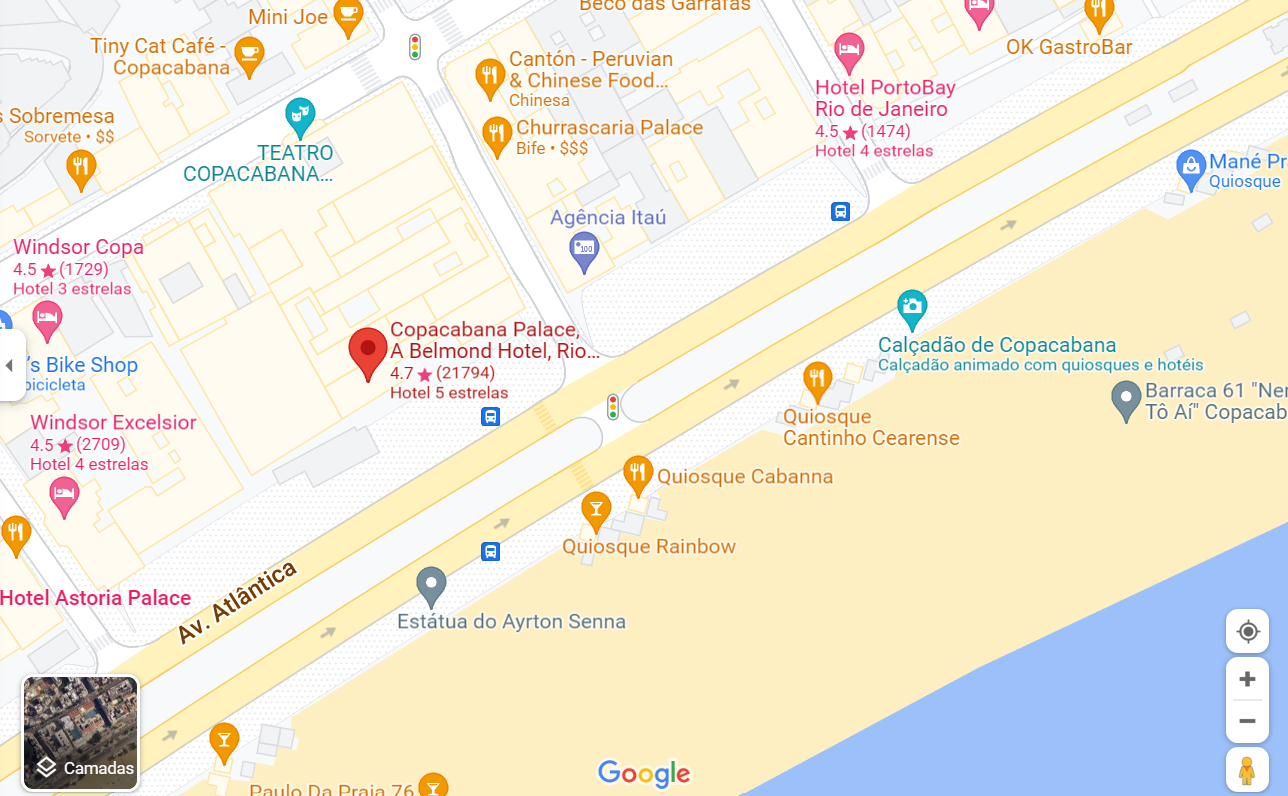 Beco das Garrafas
Mini Joe
Tiny Cat Café -
Copacabana
OK GastroBar
Cantón - Peruvian
& Chinese Food...
Chinesa
Hotel PortoBay
Rio de Janeiro
4.5 ★ (1474)
Hotel 4 estrelas
s Sobremesa
Sorvete • $$
Churrascaria Palace
Bife • $$$
TEATRO
COPACABANA...
Mané Pr
Quiosque
Agência Itaú
100
Windsor Copa
4.5 ★ (1729)
Hotel 3 estrelas
Copacabana Palace,
A Belmond Hotel, Rio...
4.7 ★ (21794)
Hotel 5 estrelas
Calçadão de Copacabana
Calçadão animado com quiosques e hotéis
's Bike Shop
bicicleta
Barraca 61 "Ner
Tô Aí" Copacab
Quiosque
Cantinho Cearense
Windsor Excelsior
4.5 ★ (2709)
Hotel 4 estrelas
Quiosque Cabanna
Quiosque Rainbow
Hotel Astoria Palace
Av. Atlântica
Estátua do Ayrton Senna
Camadas
Google
Paulo Da Praia 76